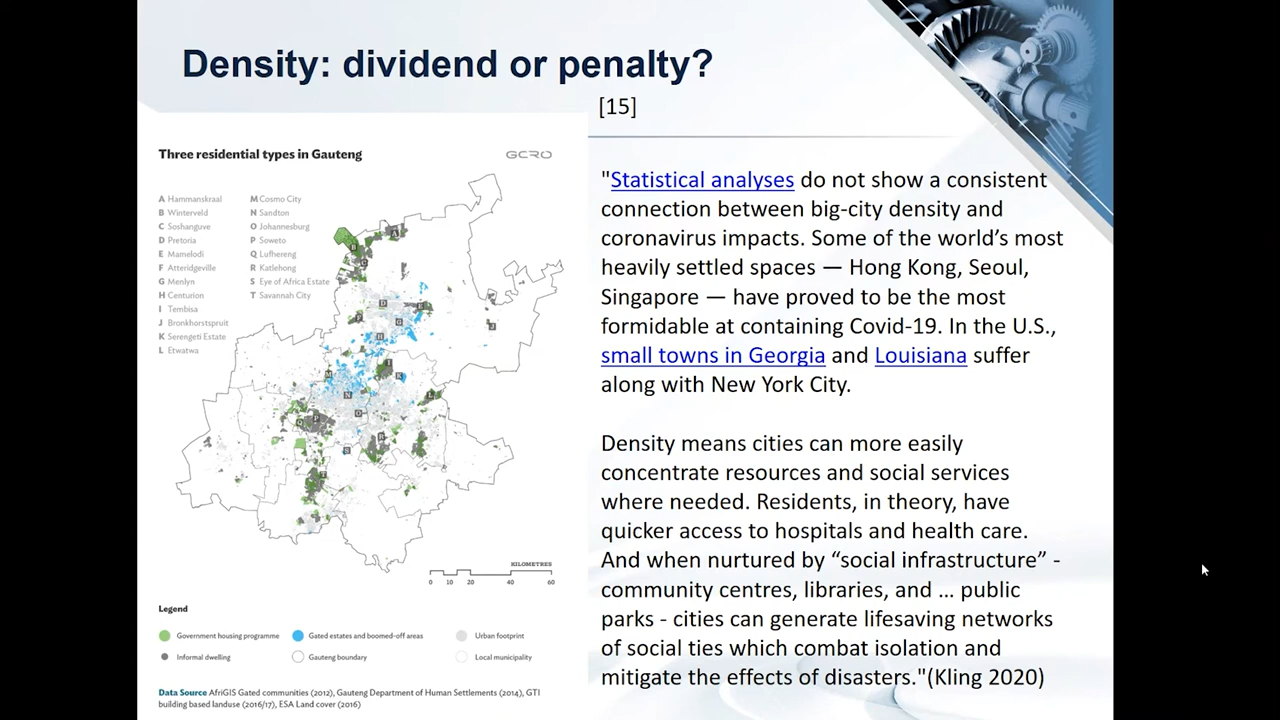 Density: dividend or penalty?
[15]
Three residential types in Gauteng
GCRO
A Hammanskraal
B Winterveld
C Soshanguve
D Pretoria
E Mamelodi
F Atteridgeville
G Menlyn
H Centurion
I Tembisa
J Bronkhorstspruit
K Serengeti Estate
L Etwatwa
M Cosmo City
N Sandton
O Johannesburg
P Soweto
Q Lufhereng
R Katlehong
S Eye of Africa Estate
T Savannah City
A
B
C
D
E
F
G
H
J
I
M
K
N
L
O
Q
P
R
S
T
KILOMETRES
0 10 20 40 60
Legend
Government housing programme
Gated estates and boomed-off areas
Urban footprint
Informal dwelling
Gauteng boundary
Local municipality
Data Source AfriGIS Gated communities (2012), Gauteng Department of Human Settlements (2014), GTI
building based landuse (2016/17), ESA Land cover (2016)
"Statistical analyses do not show a consistent
connection between big-city density and
coronavirus impacts. Some of the world’s most
heavily settled spaces — Hong Kong, Seoul,
Singapore — have proved to be the most
formidable at containing Covid-19. In the U.S.,
small towns in Georgia and Louisiana suffer
along with New York City.
Density means cities can more easily
concentrate resources and social services
where needed. Residents, in theory, have
quicker access to hospitals and health care.
And when nurtured by “social infrastructure” -
community centres, libraries, and … public
parks - cities can generate lifesaving networks
of social ties which combat isolation and
mitigate the effects of disasters."(Kling 2020)